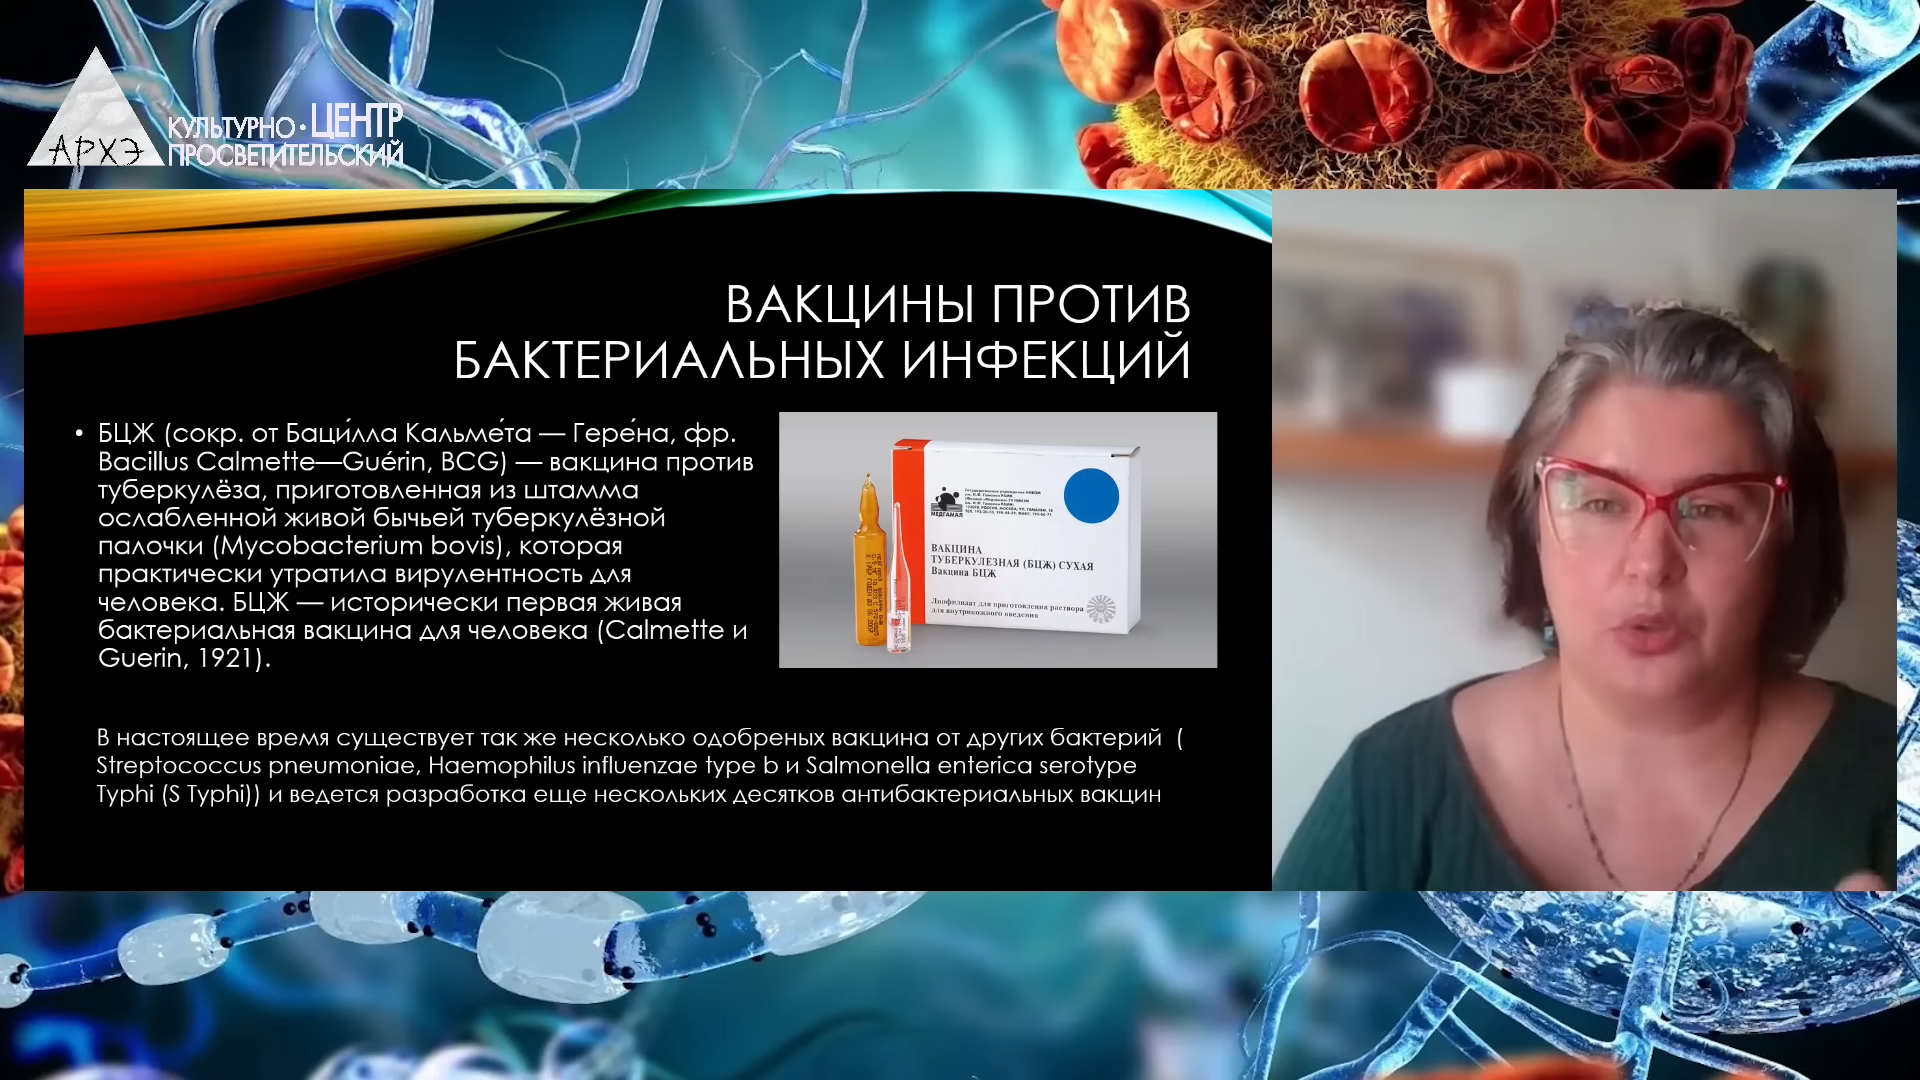 АРХЭ
КУЛЬТУРНО • ЦЕНТР
ПРОСВЕТИТЕЛЬСКИЙ
ВАКЦИНЫ ПРОТИВ
БАКТЕРИАЛЬНЫХ ИНФЕКЦИЙ
• БЦЖ (сокр. от Баци́лла Кальме́та — Гере́на, фр.
Bacillus Calmette—Guérin, BCG) — вакцина против
туберкулёза, приготовленная из штамма
ослабленной живой бычьей туберкулёзной
палочки (Mycobacterium bovis), которая
практически утратила вирулентность для
человека. БЦЖ — исторически первая живая
бактериальная вакцина для человека (Calmette и
Guerin, 1921).
МЕДГАМАЛ
ВАКЦИНА
ТУБЕРКУЛЕЗНАЯ (БЦЖ) СУХАЯ
Вакцина БЦЖ
Лиофилизат для приготовления раствора
для внутрикожного введения
В настоящее время существует так же несколько одобреных вакцина от других бактерий (
Streptococcus pneumoniae, Haemophilus influenzae type b и Salmonella enterica serotype
Typhi (S Typhi)) и ведется разработка еще нескольких десятков антибактериальных вакцин